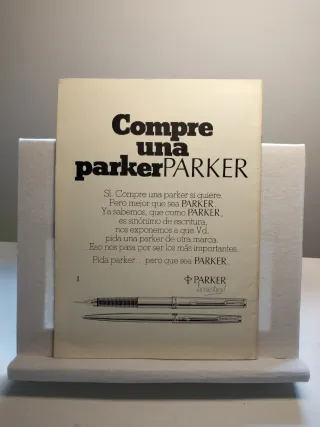 Compre
una
parkerPARKER
Sí. Compre una parker si quiere.
Pero mejor que sea PARKER.
Ya sabemos, que como PARKER,
es sinónimo de escritura,
nos exponemos a que Vd.
pida una parker de otra marca.
Eso nos pasa por ser los más importantes.
Pida parker... pero que sea PARKER.
PARKER